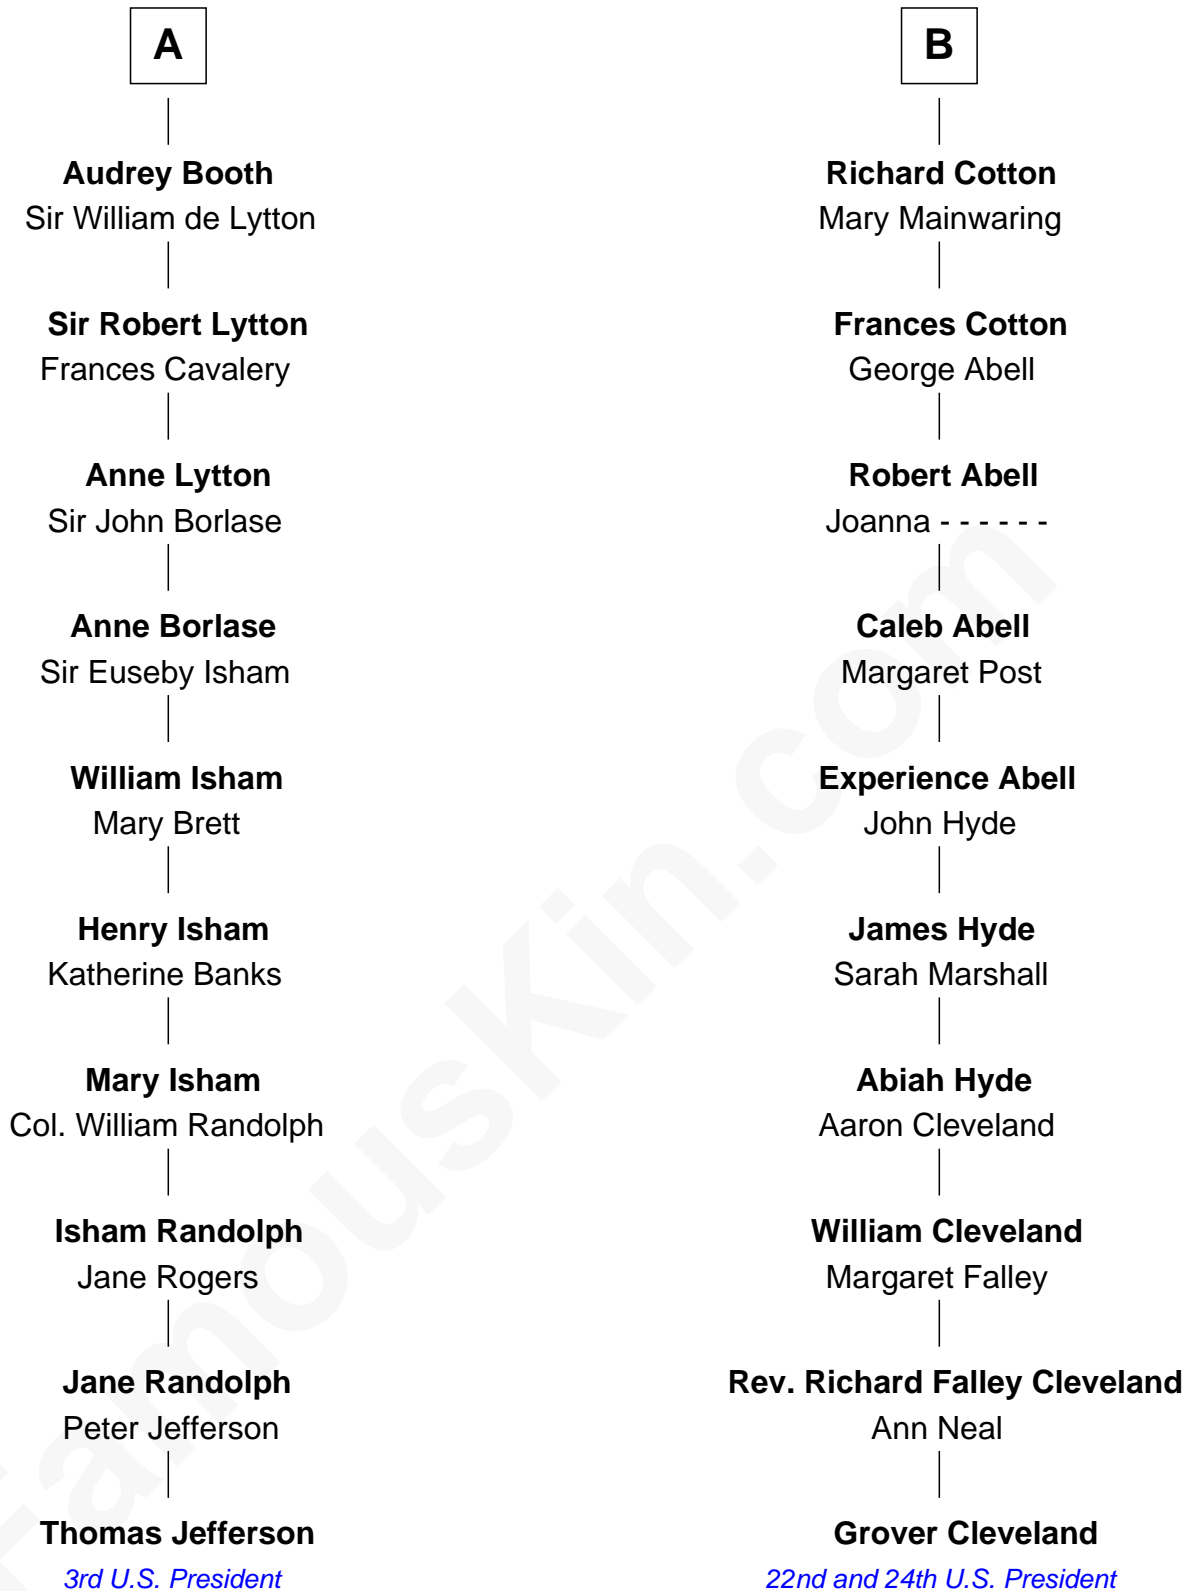 A
Audrey Booth
Sir William de Lytton
Sir Robert Lytton
Frances Cavalery
Anne Lytton
Sir John Borlase
Anne Borlase
Sir Euseby Isham
William Isham
Mary Brett
Henry Isham
Katherine Banks
Mary Isham
Col. William Randolph
Isham Randolph
Jane Rogers
Jane Randolph
Peter Jefferson
Thomas Jefferson
3rd U.S. President
B
Richard Cotton
Mary Mainwaring
Frances Cotton
George Abell
Robert Abell
Joanna - - - - - -
Caleb Abell
Margaret Post
Experience Abell
John Hyde
James Hyde
Sarah Marshall
Abiah Hyde
Aaron Cleveland
William Cleveland
Margaret Falley
Rev. Richard Falley Cleveland
Ann Neal
Grover Cleveland
22nd and 24th U.S. President
FamousKin.com